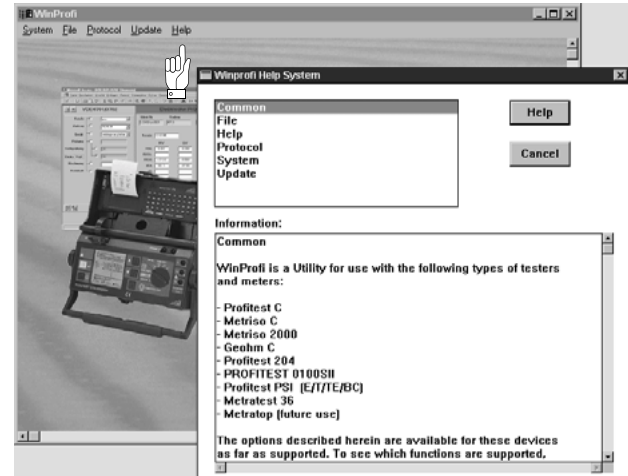 WinProfi
System File Protocol Update Help
Winprofi Help System
Common
File
Help
Protocol
System
Update
Help
Cancel
Information:
Common
WinProfi is a Utility for use with the following types of testers
and meters:
- Profitest C
- Metriso C
- Metriso 2000
- Geohm C
- Profitest 204
- PROFITEST 0100SII
- Profitest PSI (E/T/TE/BC)
- Metratest 36
- Metratop (future use)
The options described herein are available for these devices
as far as supported. To see which functions are supported,